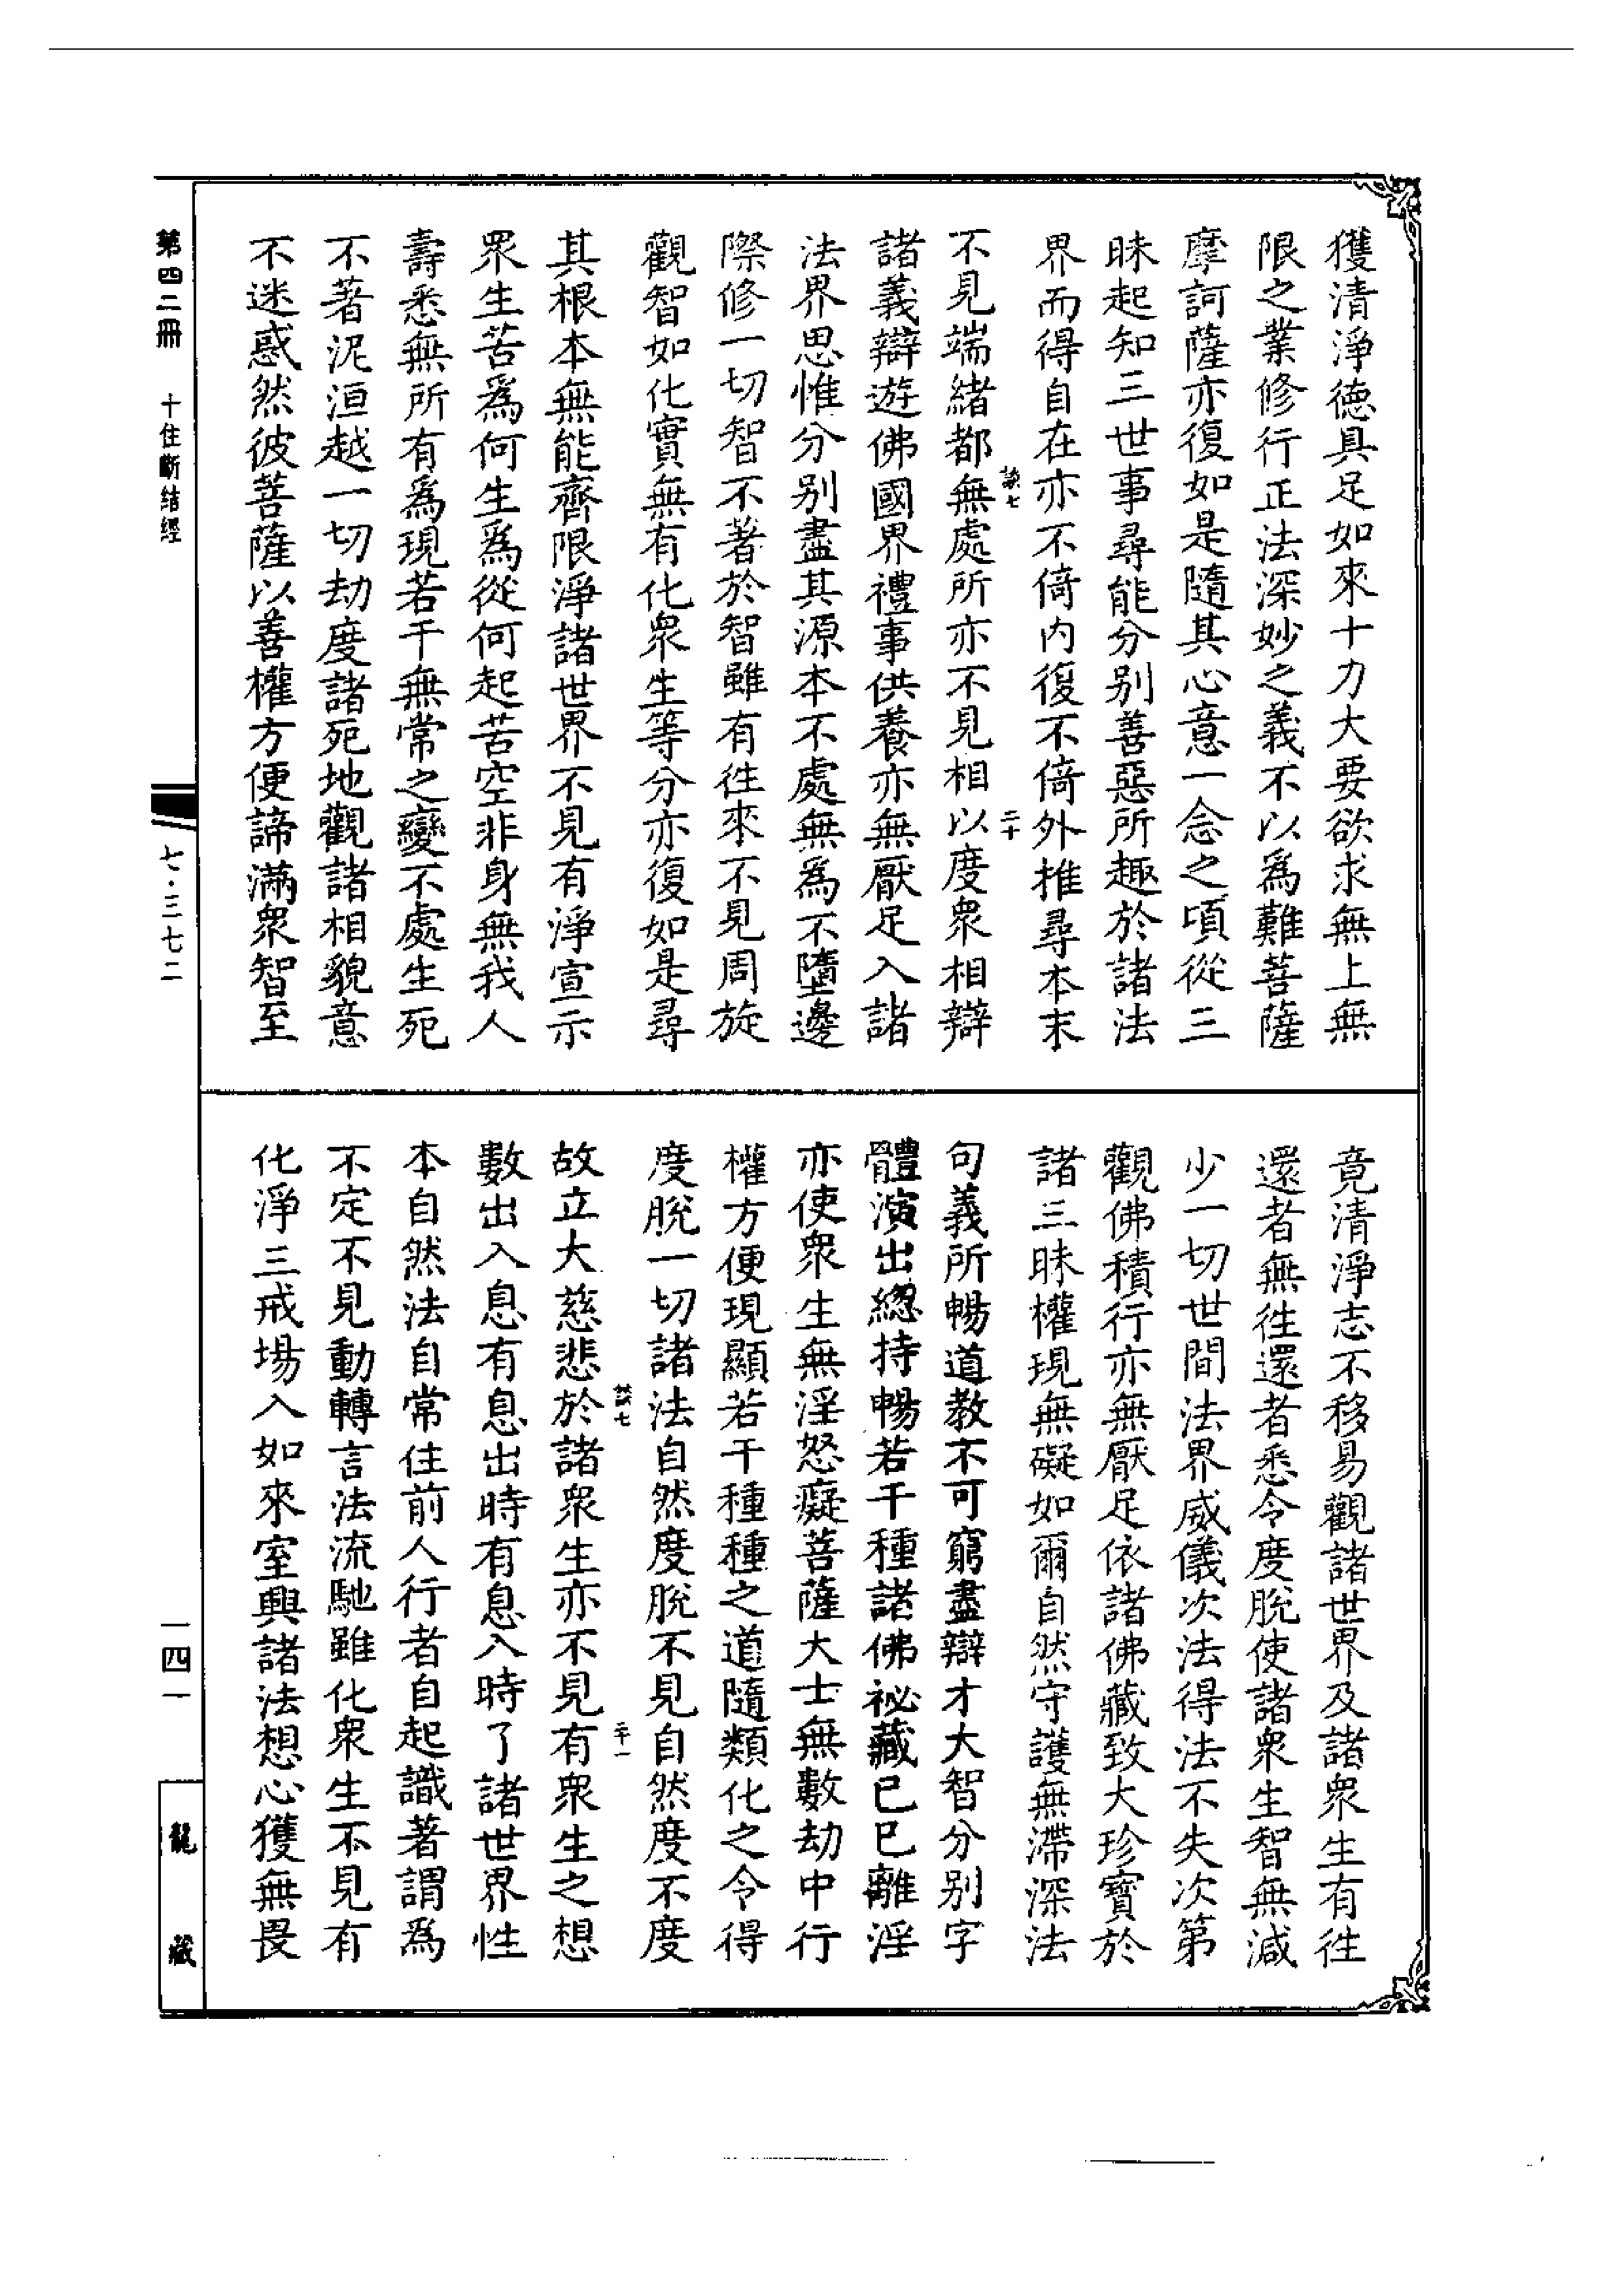 獲清淨德具足如來十力大要欲求無上無
限之業修行正法深妙之義不以爲難菩薩
摩訶薩亦復如是隨其心意一念之頃從三
昧起知三世事尋能分別善惡所趣於諸法
界而得自在亦不倚内復不倚外推尋本末
不見端緒都無處所亦不見相以度衆相辯
諸義辯遊佛國界禮事供養亦無厭足入諸
法界思惟分別盡其源本不處無爲不墮邊
際修一切智不著於智雖有往來不見周旋
觀智如化實無有化衆生等分亦復如是尋
其根本無能齊限淨諸世界不見有淨宣示
衆生苦爲何生爲從何起苦空非身無我人
壽悉無所有爲現若干無常之變不處生死
不著泥洹越一切劫度諸死地觀諸相貌意
不迷惑然彼菩薩以善權方便諦滿衆智至
竟清淨志不移易觀諸世界及諸衆生有往
還者無往還者悉令度脫使諸衆生智無減
少一切世間法界威儀次法得法不失次第
觀佛積行亦無厭足依諸佛藏致大珍寶於
諸三昧權現無礙如爾自然守護無滯深法
句義所暢道教不可窮盡辯才大智分別字
體演出總持暢若干種諸佛祕藏已已離淫
亦使衆生無淫怒癡菩薩大士無數劫中行
權方便現顯若干種種之道隨類化之令得
度脫一切諸法自然度脫不見自然度不度
故立大慈悲於諸衆生亦不見有衆生之想
數出入息有息出時有息入時了諸世界性
本自然法自常住前人行者自起識著謂爲
不定不見動轉言法流馳雖化衆生不見有
化淨三戒場入如來室興諸法想心獲無畏
第四二冊 十住斷結經
七·三七二
一四一
龍藏
二十
二十一